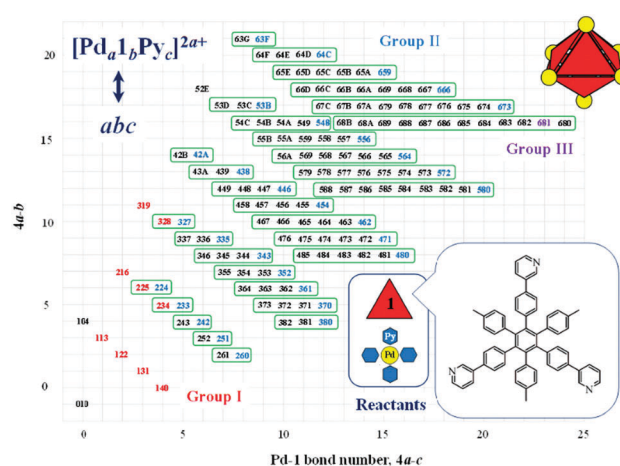 63G 63F
Group II
[Pd_a1_bPy_c]^2a+
20
64F 64E 64D 64C
65E 65D 65C 65B 65A 659
52E
66D 66C 66B 66A 669 668 667 666
53D 53C 53B
67C 67B 67A 679 678 677 676 675 674 673
abc
54C 54B 54A 549 548
68B 68A 689 688 687 686 685 684 683 682 681 680
15
55B 55A 559 558 557 556
Group III
42B 42A
56A 569 568 567 566 565 564
43A 439 438
579 578 577 576 575 574 573 572
449 448 447 446
588 587 586 585 584 583 582 581 580
319
458 457 456 455 454
10
328 327
467 466 465 464 463 462
337 336 335
476 475 474 473 472 471
346 345 344 343
485 484 483 482 481 480
216
355 354 353 352
225 224
364 363 362 361
5
234 233
373 372 371 370
104
243 242
382 381 380
113
252 251
122
261 260
131
0
140
Group I
010
1
Py
Pd
Reactants
N
N
N
0
5
10
15
20
25
4a-b
Pd-1 bond number, 4a-c